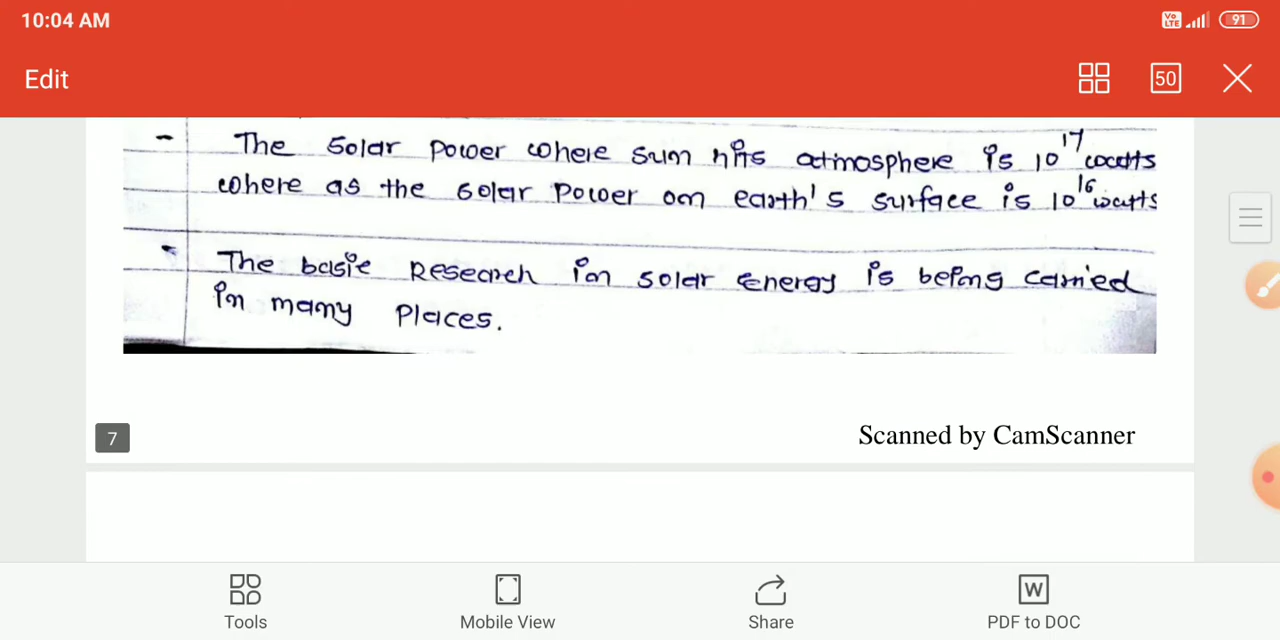 10:04 AM
Vo LTE 91
Edit
50
- The Solar Power where sun hits atmosphere is 10^17 watts
where as the solar power on earth's surface is 10^16 watts
- The basic Research in solar energy is being carried
in many places.
7
Scanned by CamScanner
W
Tools
Mobile View
Share
PDF to DOC